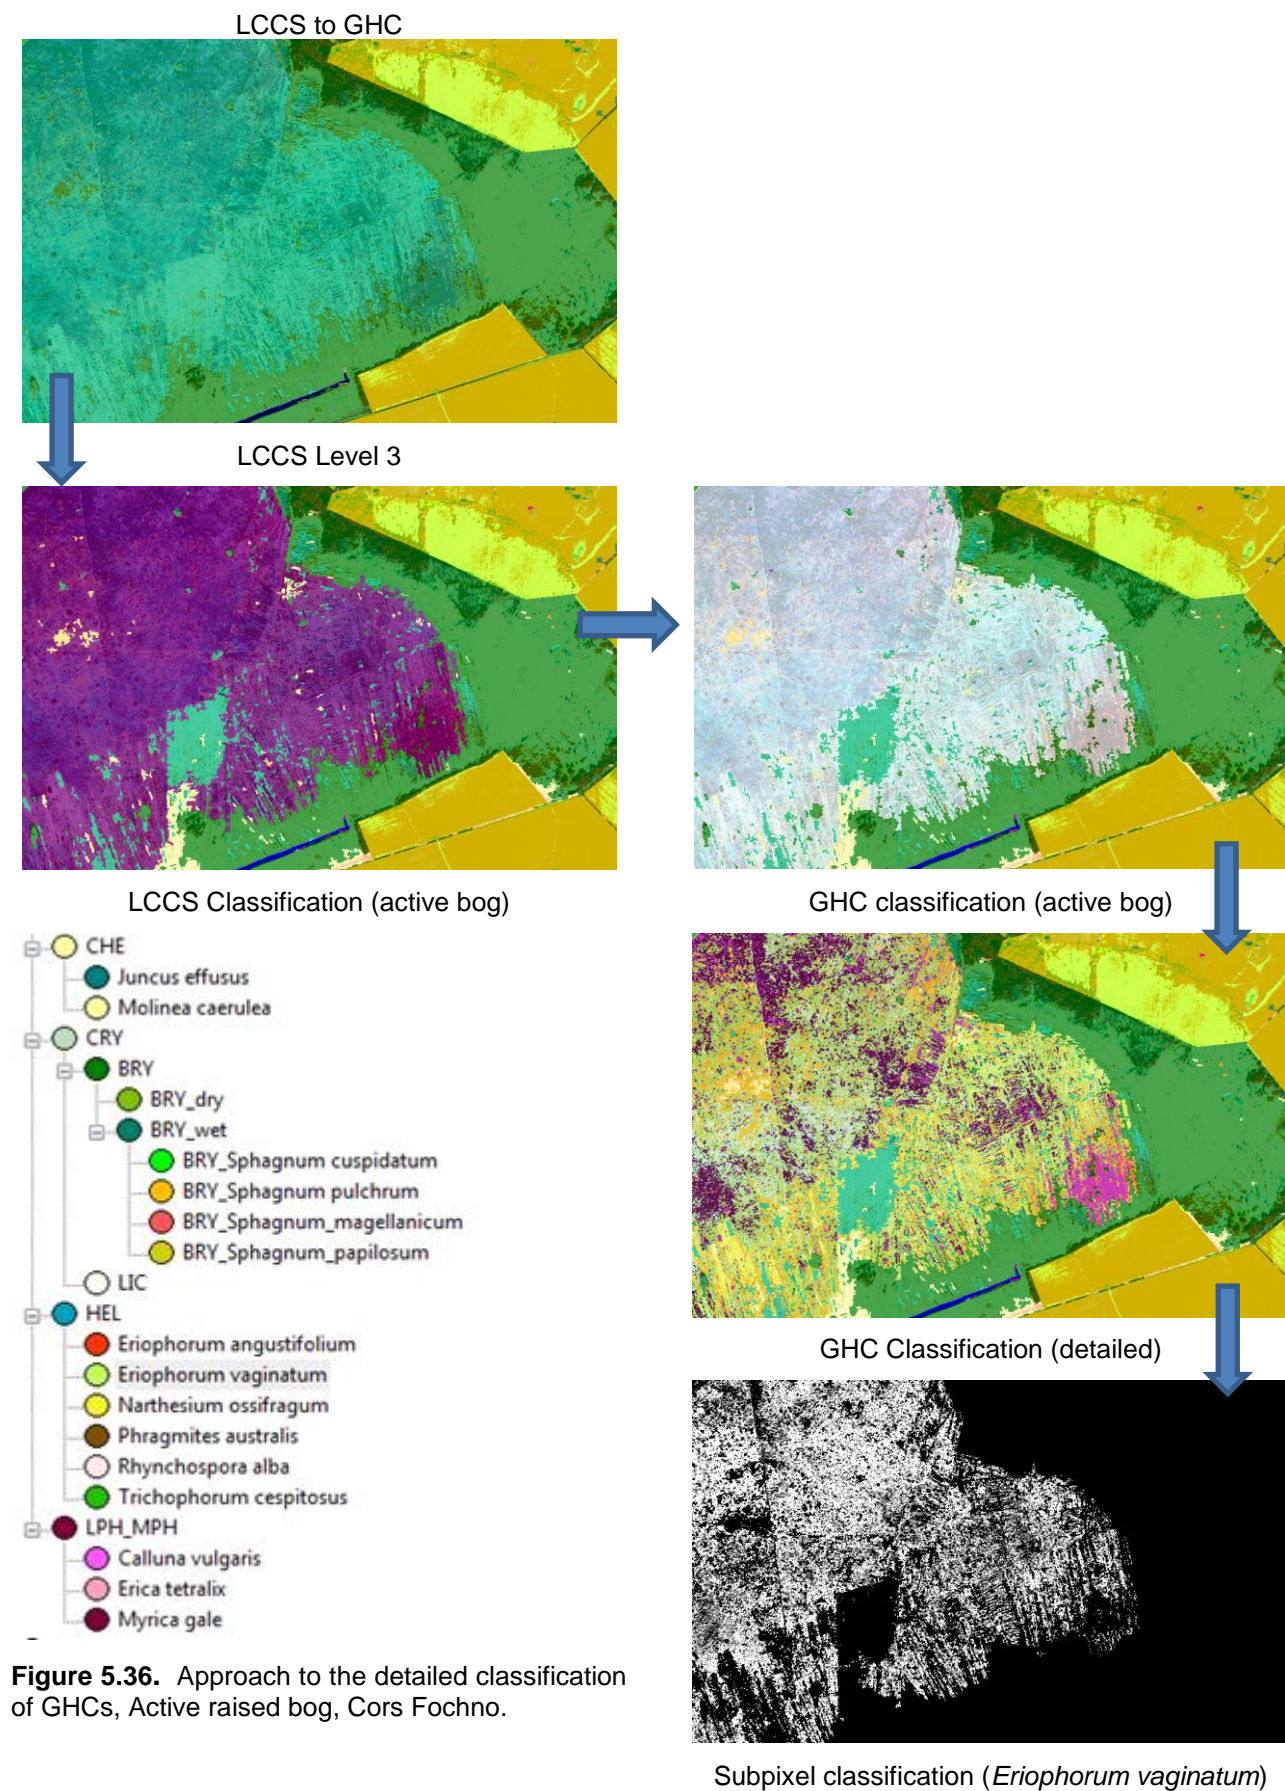 LCCS to GHC
LCCS Level 3
LCCS Classification (active bog)
GHC classification (active bog)
CHE
Juncus effusus
Molinea caerulea
CRY
BRY
BRY_dry
BRY_wet
BRY_Sphagnum cuspidatum
BRY_Sphagnum pulchrum
BRY_Sphagnum_magellanicum
BRY_Sphagnum_papilosum
LIC
HEL
Eriophorum angustifolium
Eriophorum vaginatum
Narthesium ossifragum
Phragmites australis
Rhynchospora alba
Trichophorum cespitosus
LPH_MPH
Calluna vulgaris
Erica tetralix
Myrica gale
GHC Classification (detailed)
Figure 5.36. Approach to the detailed classification
of GHCs, Active raised bog, Cors Fochno.
Subpixel classification (Eriophorum vaginatum)